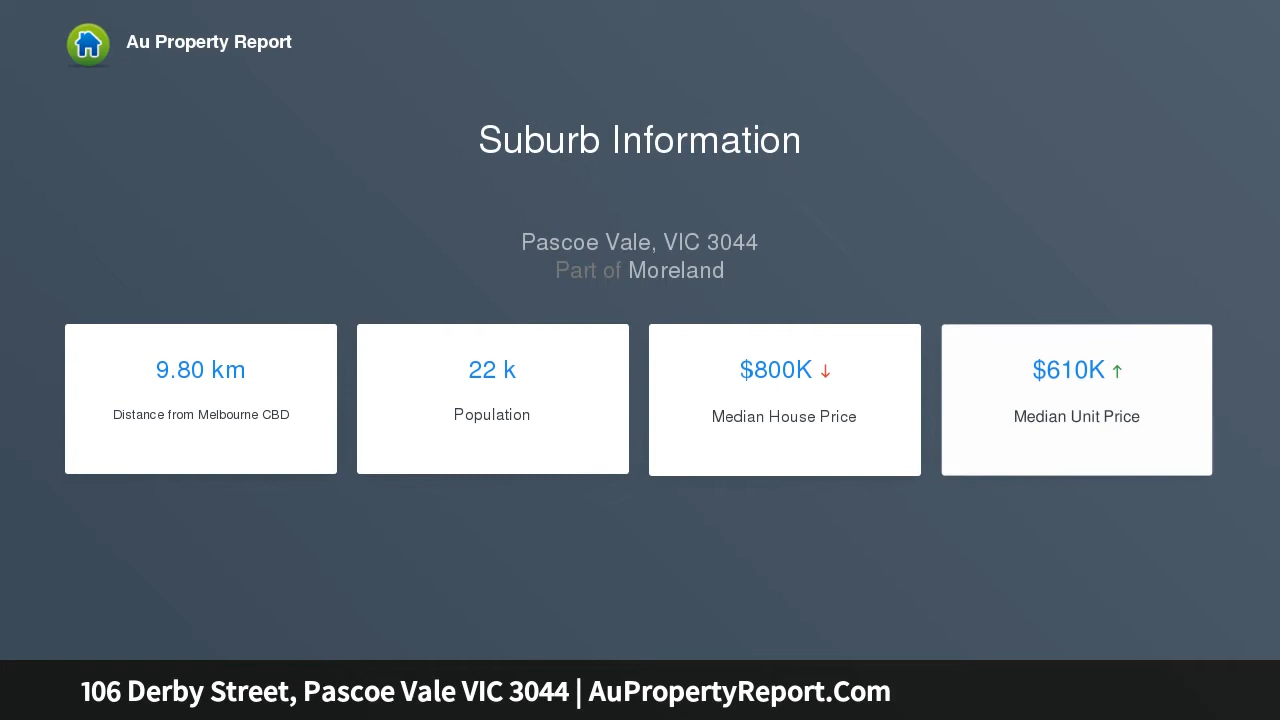 Au Property Report
Suburb Information
Pascoe Vale, VIC 3044
Part of Moreland
9.80 km
Distance from Melbourne CBD
22 k
Population
$800K ↓
Median House Price
$610K ↑
Median Unit Price
106 Derby Street, Pascoe Vale VIC 3044 | AuPropertyReport.Com